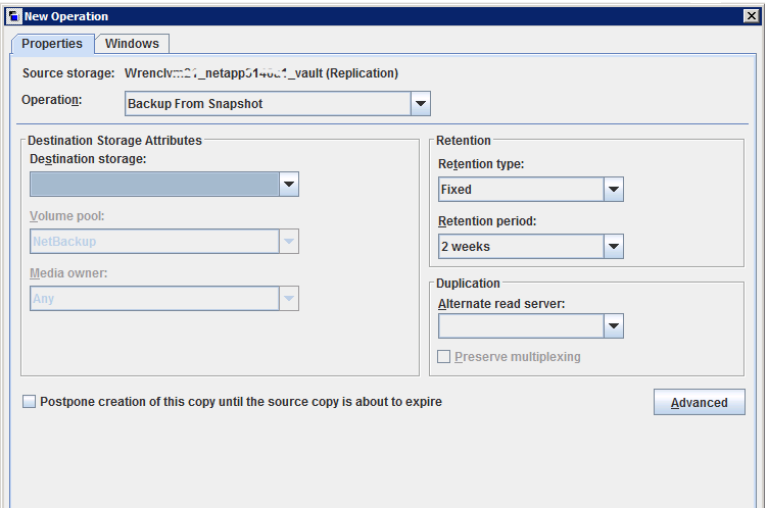 New Operation
Properties
Windows
Source storage: (Replication)
Operation:
Backup From Snapshot
Destination Storage Attributes
Destination storage:
Volume pool:
NetBackup
Media owner:
Any
Retention
Retention type:
Fixed
Retention period:
2 weeks
Duplication
Alternate read server:
Preserve multiplexing
Postpone creation of this copy until the source copy is about to expire
Advanced